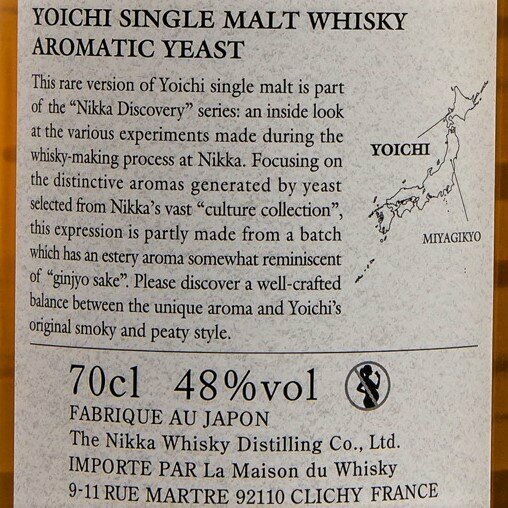 YOICHI SINGLE MALT WHISKY
AROMATIC YEAST
This rare version of Yoichi single malt is part
of the “Nikka Discovery” series: an inside look
at the various experiments made during the
whisky-making process at Nikka. Focusing on
the distinctive aromas generated by yeast
selected from Nikka's vast “culture collection”,
this expression is partly made from a batch
which has an estery aroma somewhat reminiscent
of “ginjyo sake”. Please discover a well-crafted
balance between the unique aroma and Yoichi's
original smoky and peaty style.
YOICHI
MIYAGIKYO
70cl 48%vol
FABRIQUE AU JAPON
The Nikka Whisky Distilling Co., Ltd.
IMPORTE PAR La Maison du Whisky
9-11 RUE MARTRE 92110 CLICHY FRANCE